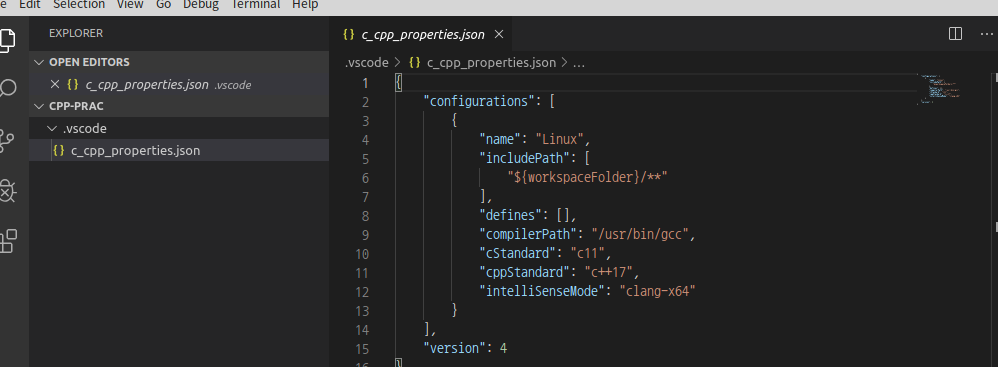 e Edit Selection View Go Debug Terminal Help
EXPLORER
OPEN EDITORS
{} c_cpp_properties.json .vscode
CPP-PRAC
.vscode
{} c_cpp_properties.json
{} c_cpp_properties.json
.vscode > {} c_cpp_properties.json > ...
1 {
2 "configurations": [
3 {
4 "name": "Linux",
5 "includePath": [
6 "${workspaceFolder}/**"
7 ],
8 "defines": [],
9 "compilerPath": "/usr/bin/gcc",
10 "cStandard": "c11",
11 "cppStandard": "c++17",
12 "intelliSenseMode": "clang-x64"
13 }
14 ],
15 "version": 4
16 }